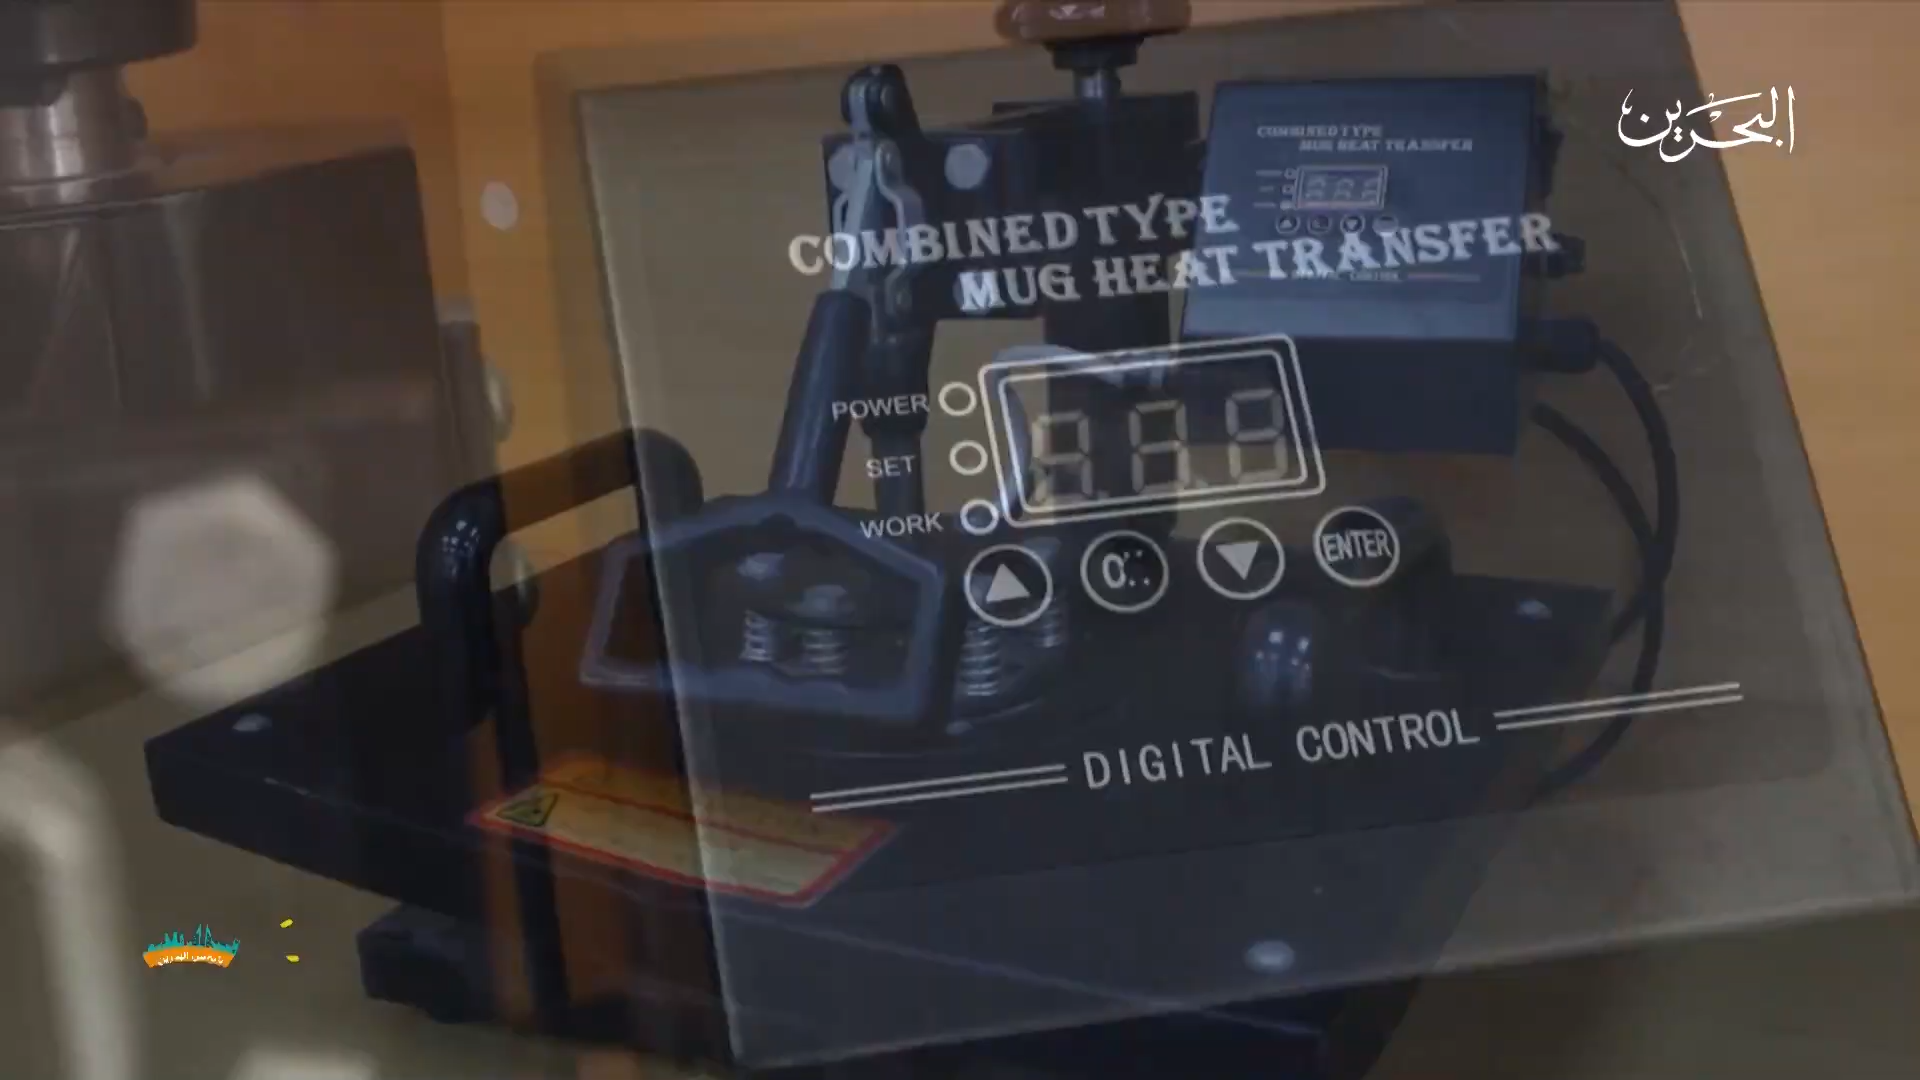 البحرين
COMBINED TYPE
MUG HEAT TRANSFER
COMBINED TYPE
MUG HEAT TRANSFER
POWER
SET
WORK
ENTER
DIGITAL CONTROL